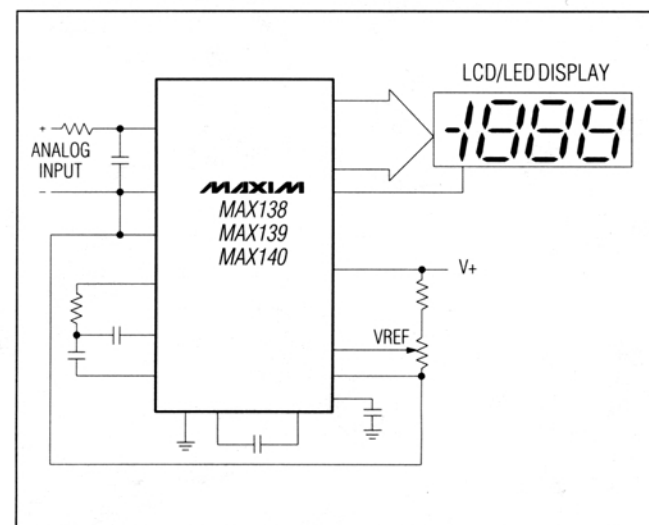 LCD/LED DISPLAY
-1888
+
ANALOG
INPUT
-
MAXIM
MAX138
MAX139
MAX140
V+
VREF